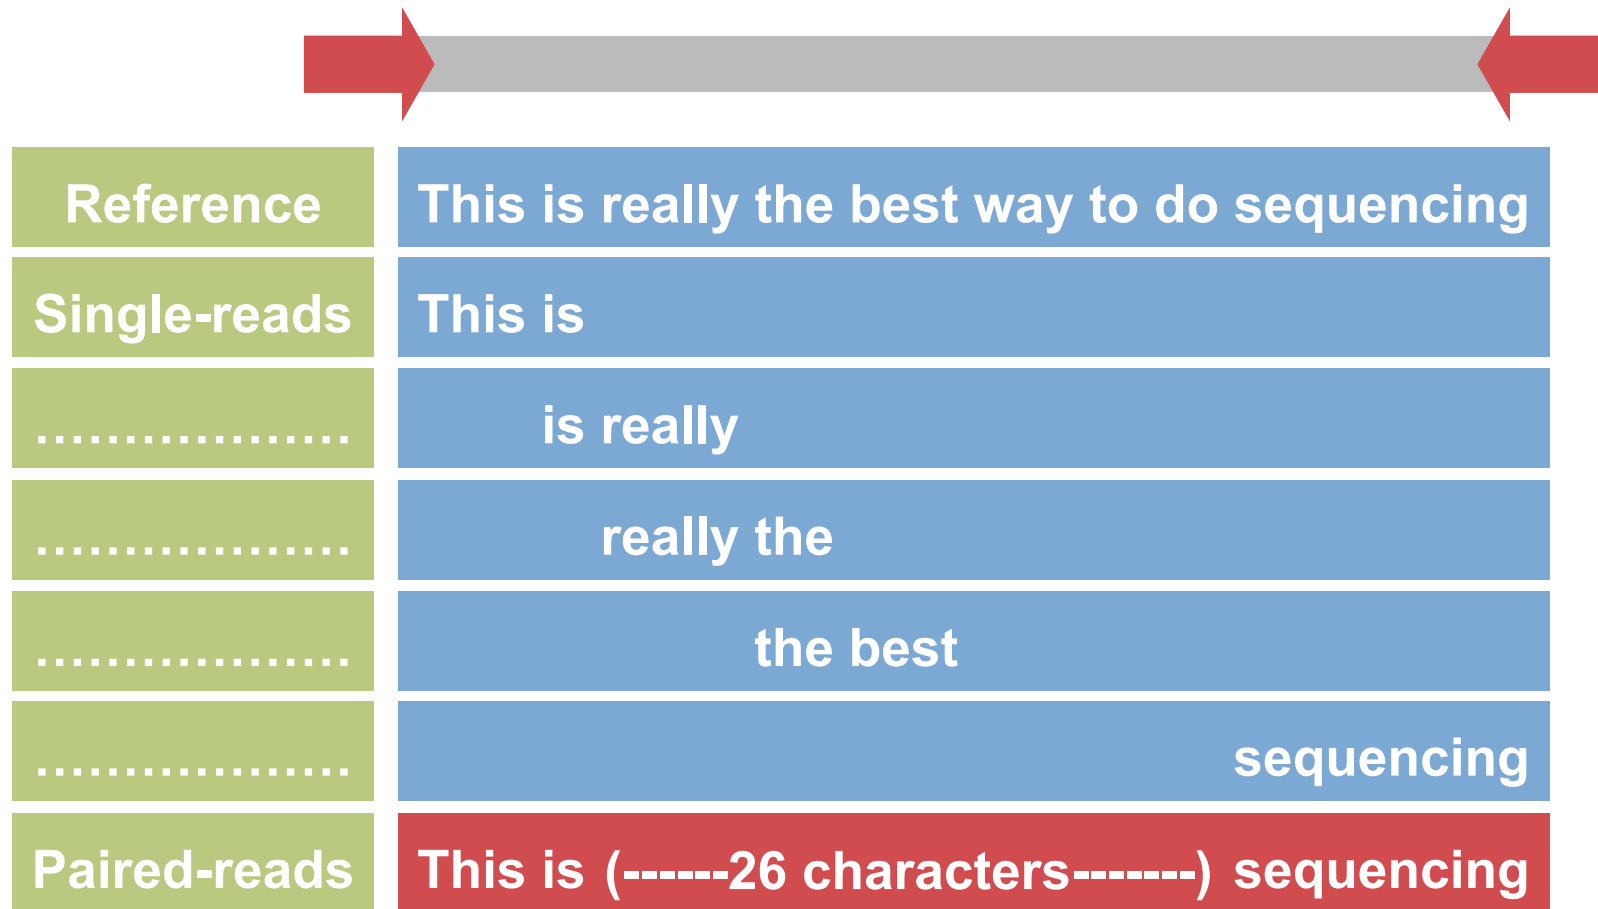 Reference This is really the best way to do sequencing
Single-reads This is
.................. is really
.................. really the
.................. the best
.................. sequencing
Paired-reads This is (------26 characters-------) sequencing